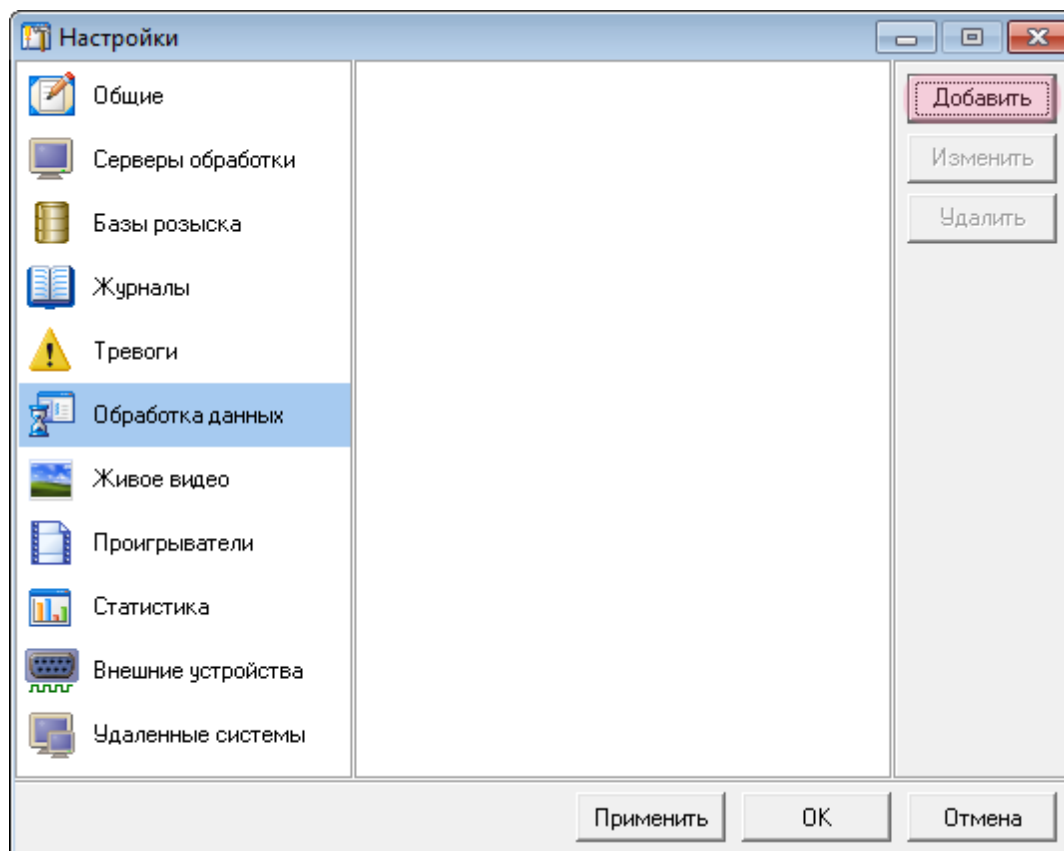 Настройки
Общие
Серверы обработки
Базы розыска
Журналы
Тревоги
Обработка данных
Живое видео
Проигрыватели
Статистика
Внешние устройства
Удаленные системы
Добавить
Изменить
Удалить
Применить
OK
Отмена